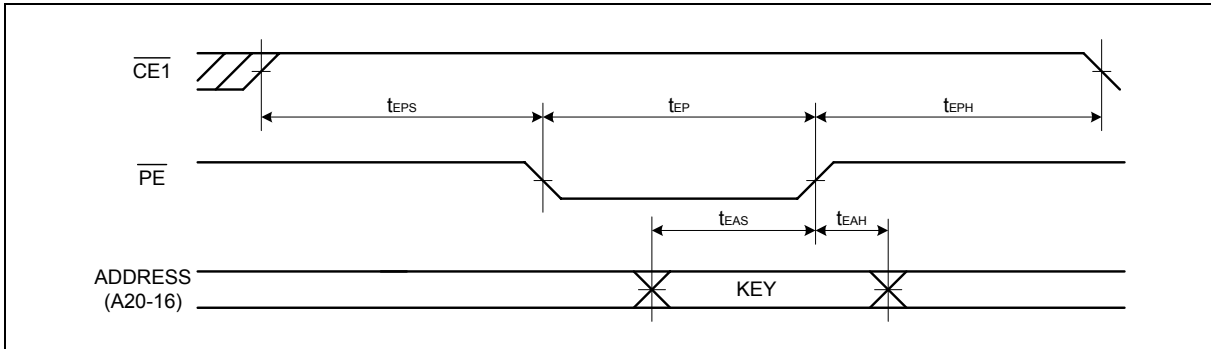 CE1
tEPS tEP tEPH
PE
tEAS tEAH
ADDRESS
(A20-16)
KEY